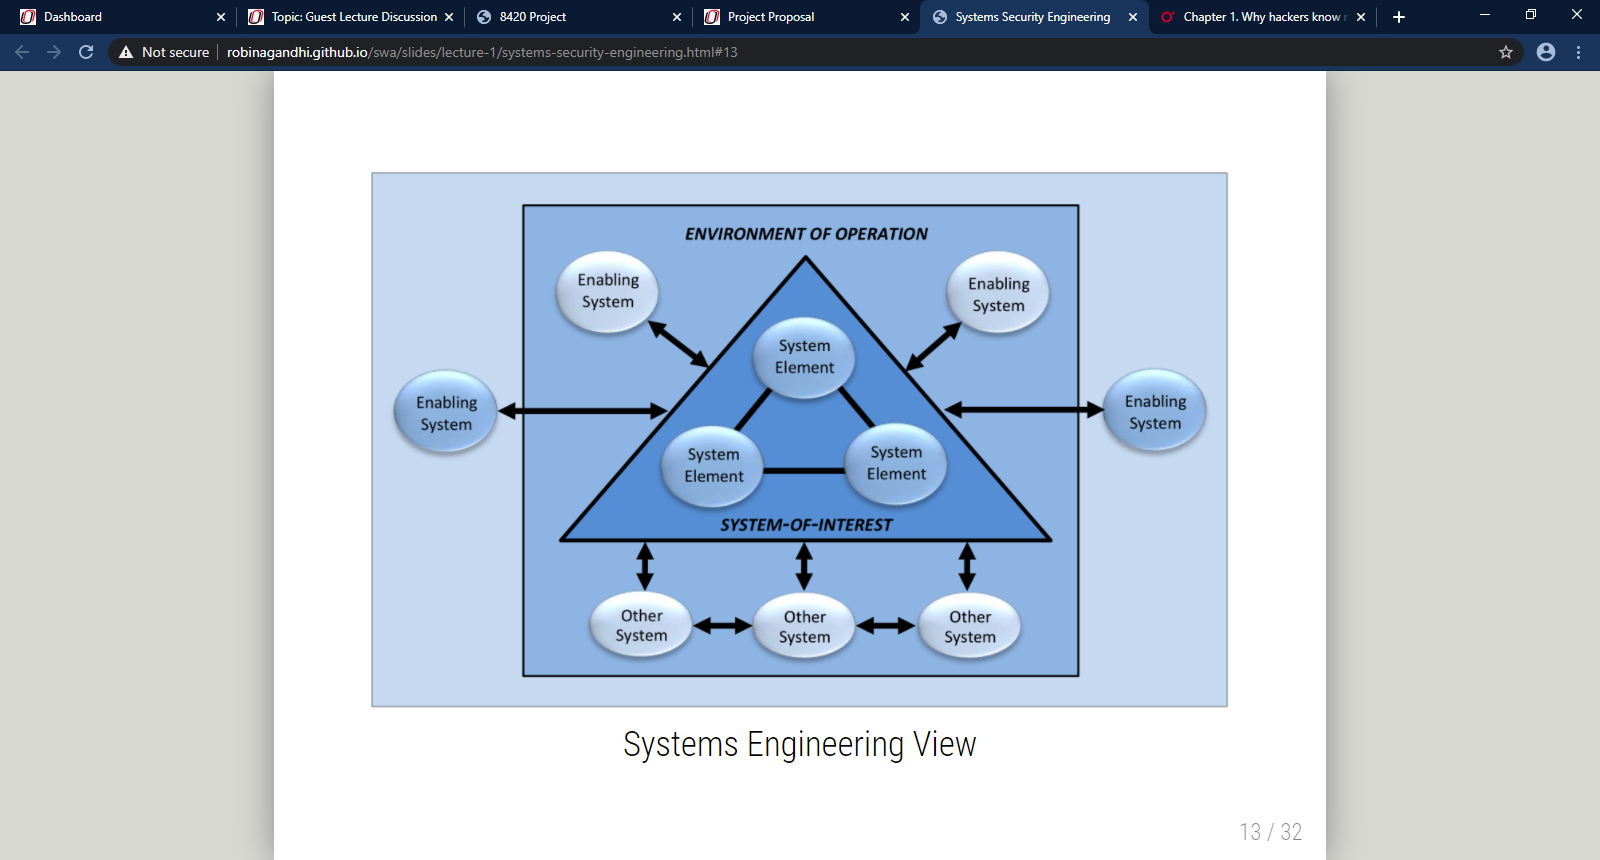 Dashboard
Topic: Guest Lecture Discussion
8420 Project
Project Proposal
Systems Security Engineering
Chapter 1. Why hackers know
Not secure
robinagandhi.github.io/swa/slides/lecture-1/systems-security-engineering.html#13
ENVIRONMENT OF OPERATION
Enabling
System
Enabling
System
System
Element
Enabling
System
Enabling
System
System
Element
System
Element
SYSTEM-OF-INTEREST
Other
System
Other
System
Other
System
Systems Engineering View
13 / 32